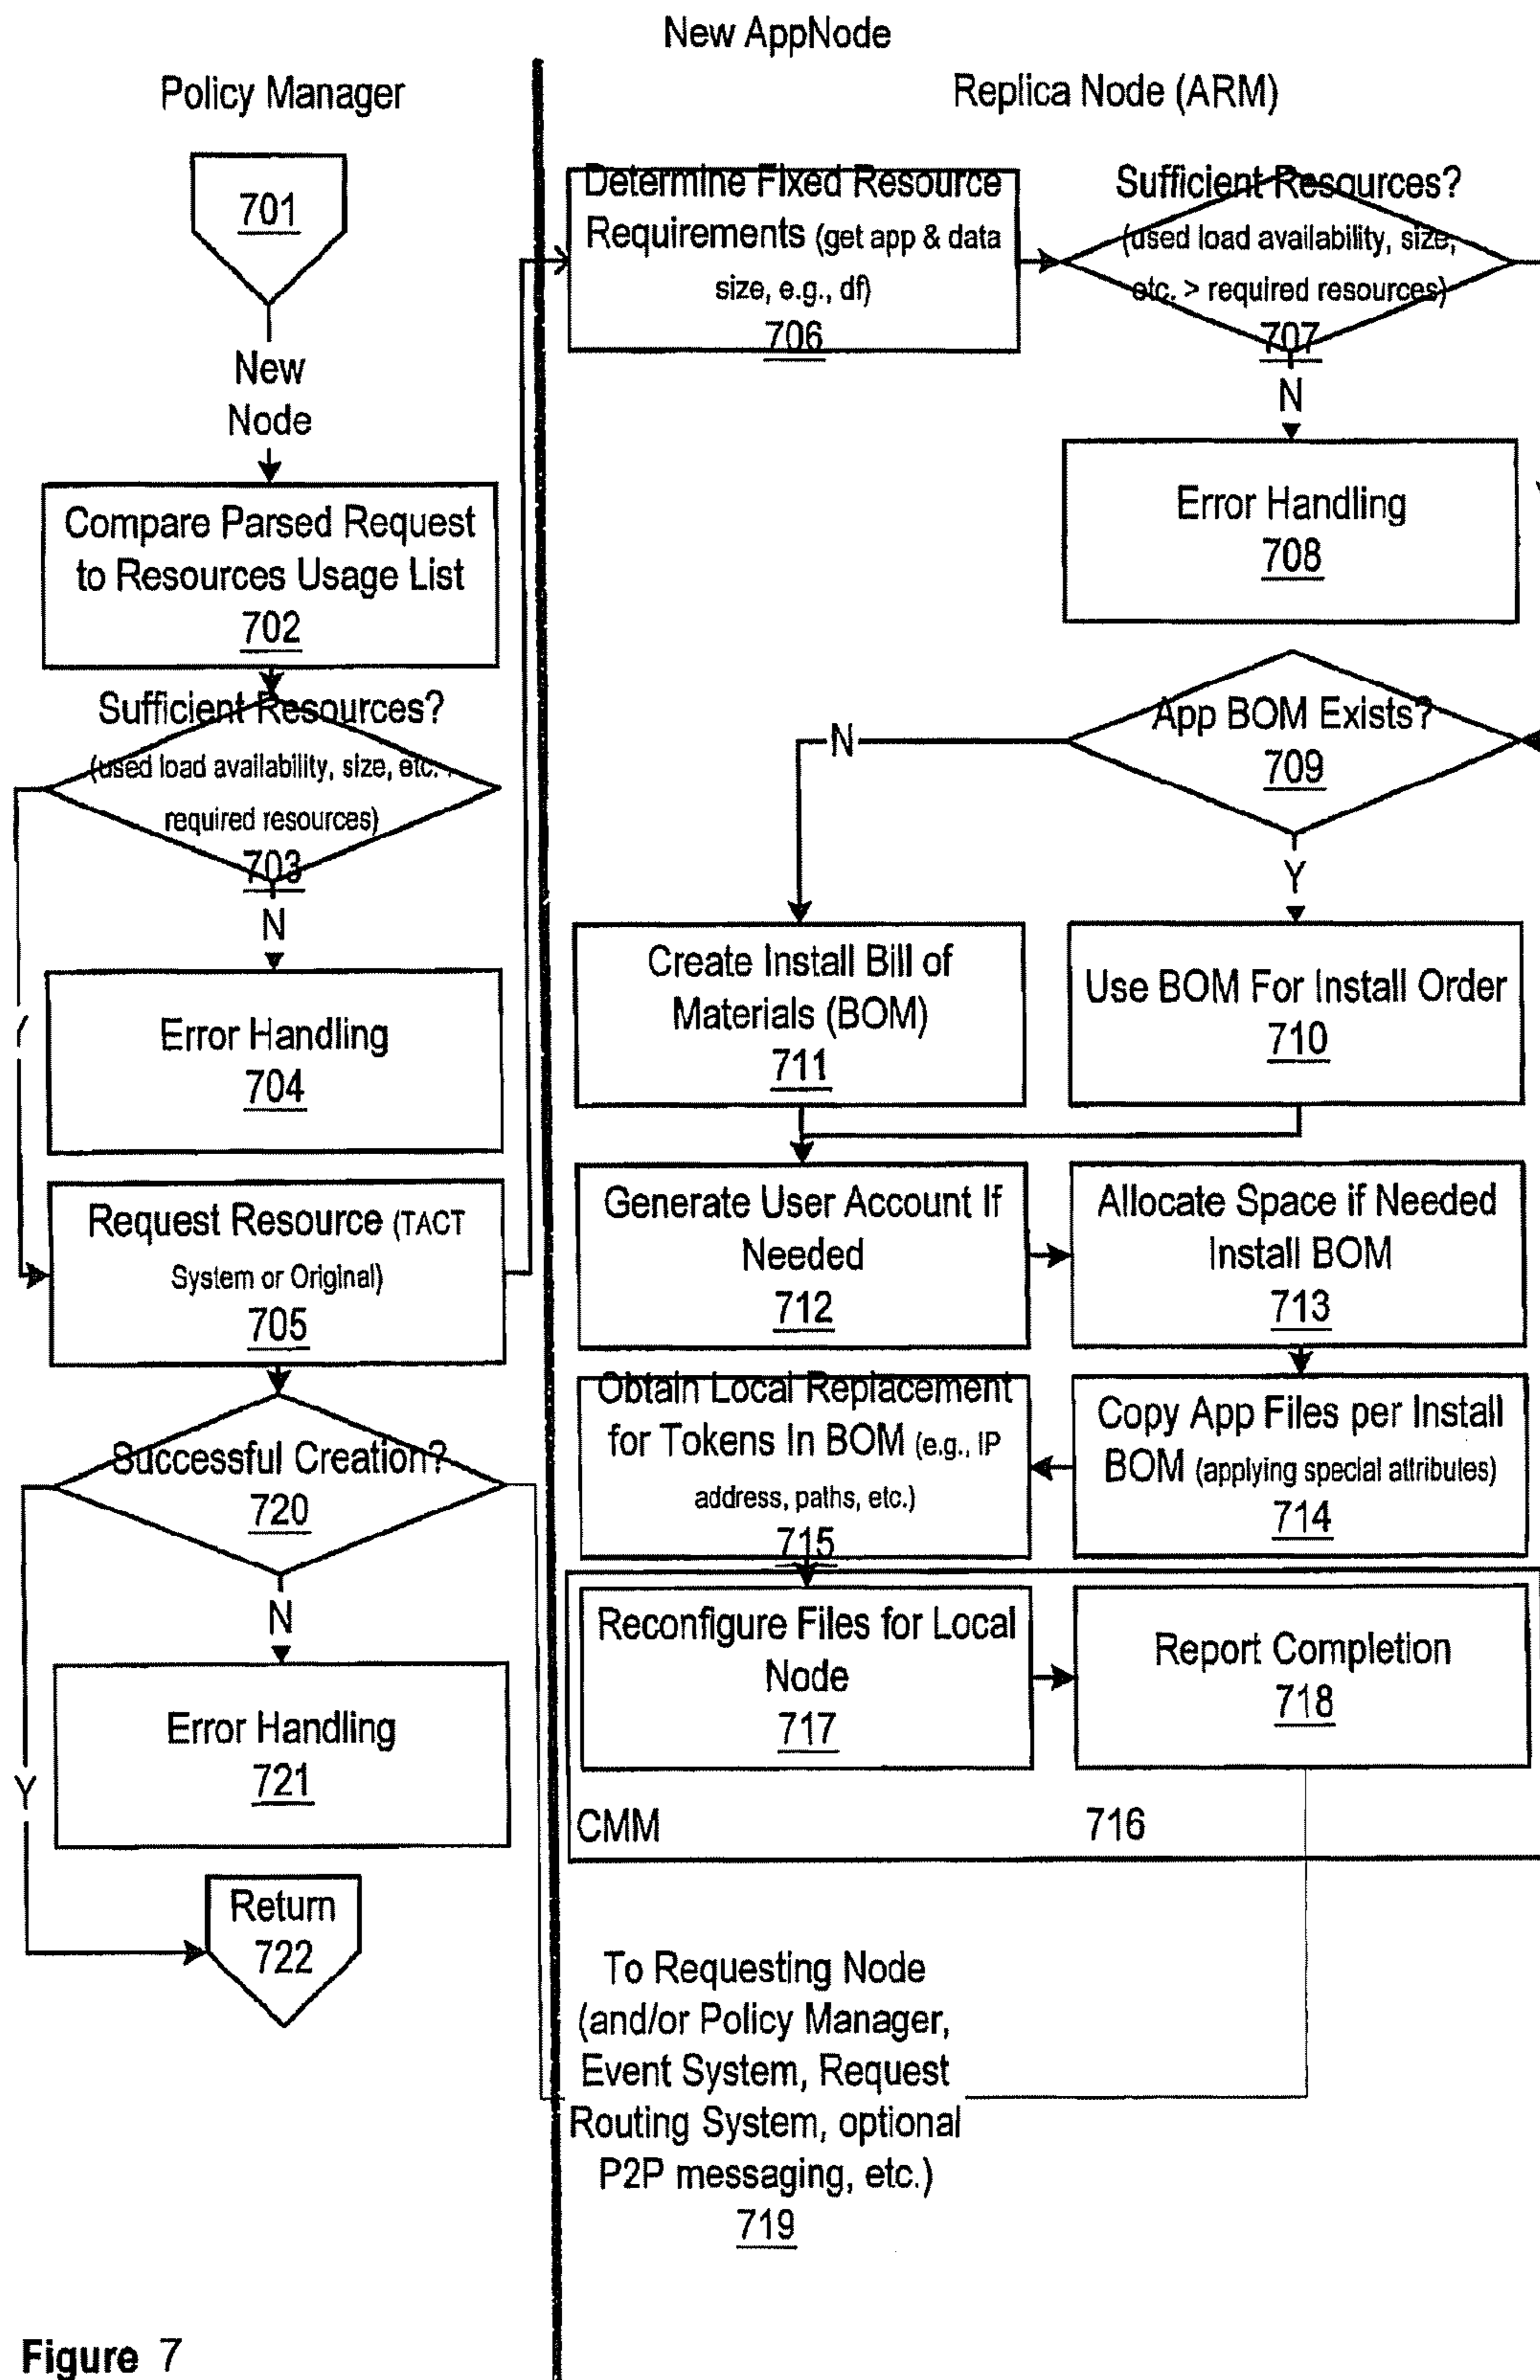 New AppNode
Policy Manager
Replica Node (ARM)
701
New
Node
Compare Parsed Request
to Resources Usage List
702
Sufficient Resources?
(used load availability, size, etc.
required resources)
703
N
Y
Error Handling
704
Request Resource (TACT
System or Original)
705
Successful Creation?
720
N
Error Handling
721
Y
Return
722
Determine Fixed Resource
Requirements (get app & data
size, e.g., df)
706
Sufficient Resources?
(used load availability, size,
etc. > required resources)
707
N
Error Handling
708
App BOM Exists?
709
N
Y
Create Install Bill of
Materials (BOM)
711
Use BOM For Install Order
710
Generate User Account If
Needed
712
Allocate Space if Needed
Install BOM
713
Obtain Local Replacement
for Tokens In BOM (e.g., IP
address, paths, etc.)
715
Copy App Files per Install
BOM (applying special attributes)
714
Reconfigure Files for Local
Node
717
Report Completion
718
CMM
716
To Requesting Node
(and/or Policy Manager,
Event System, Request
Routing System, optional
P2P messaging, etc.)
719
Figure 7